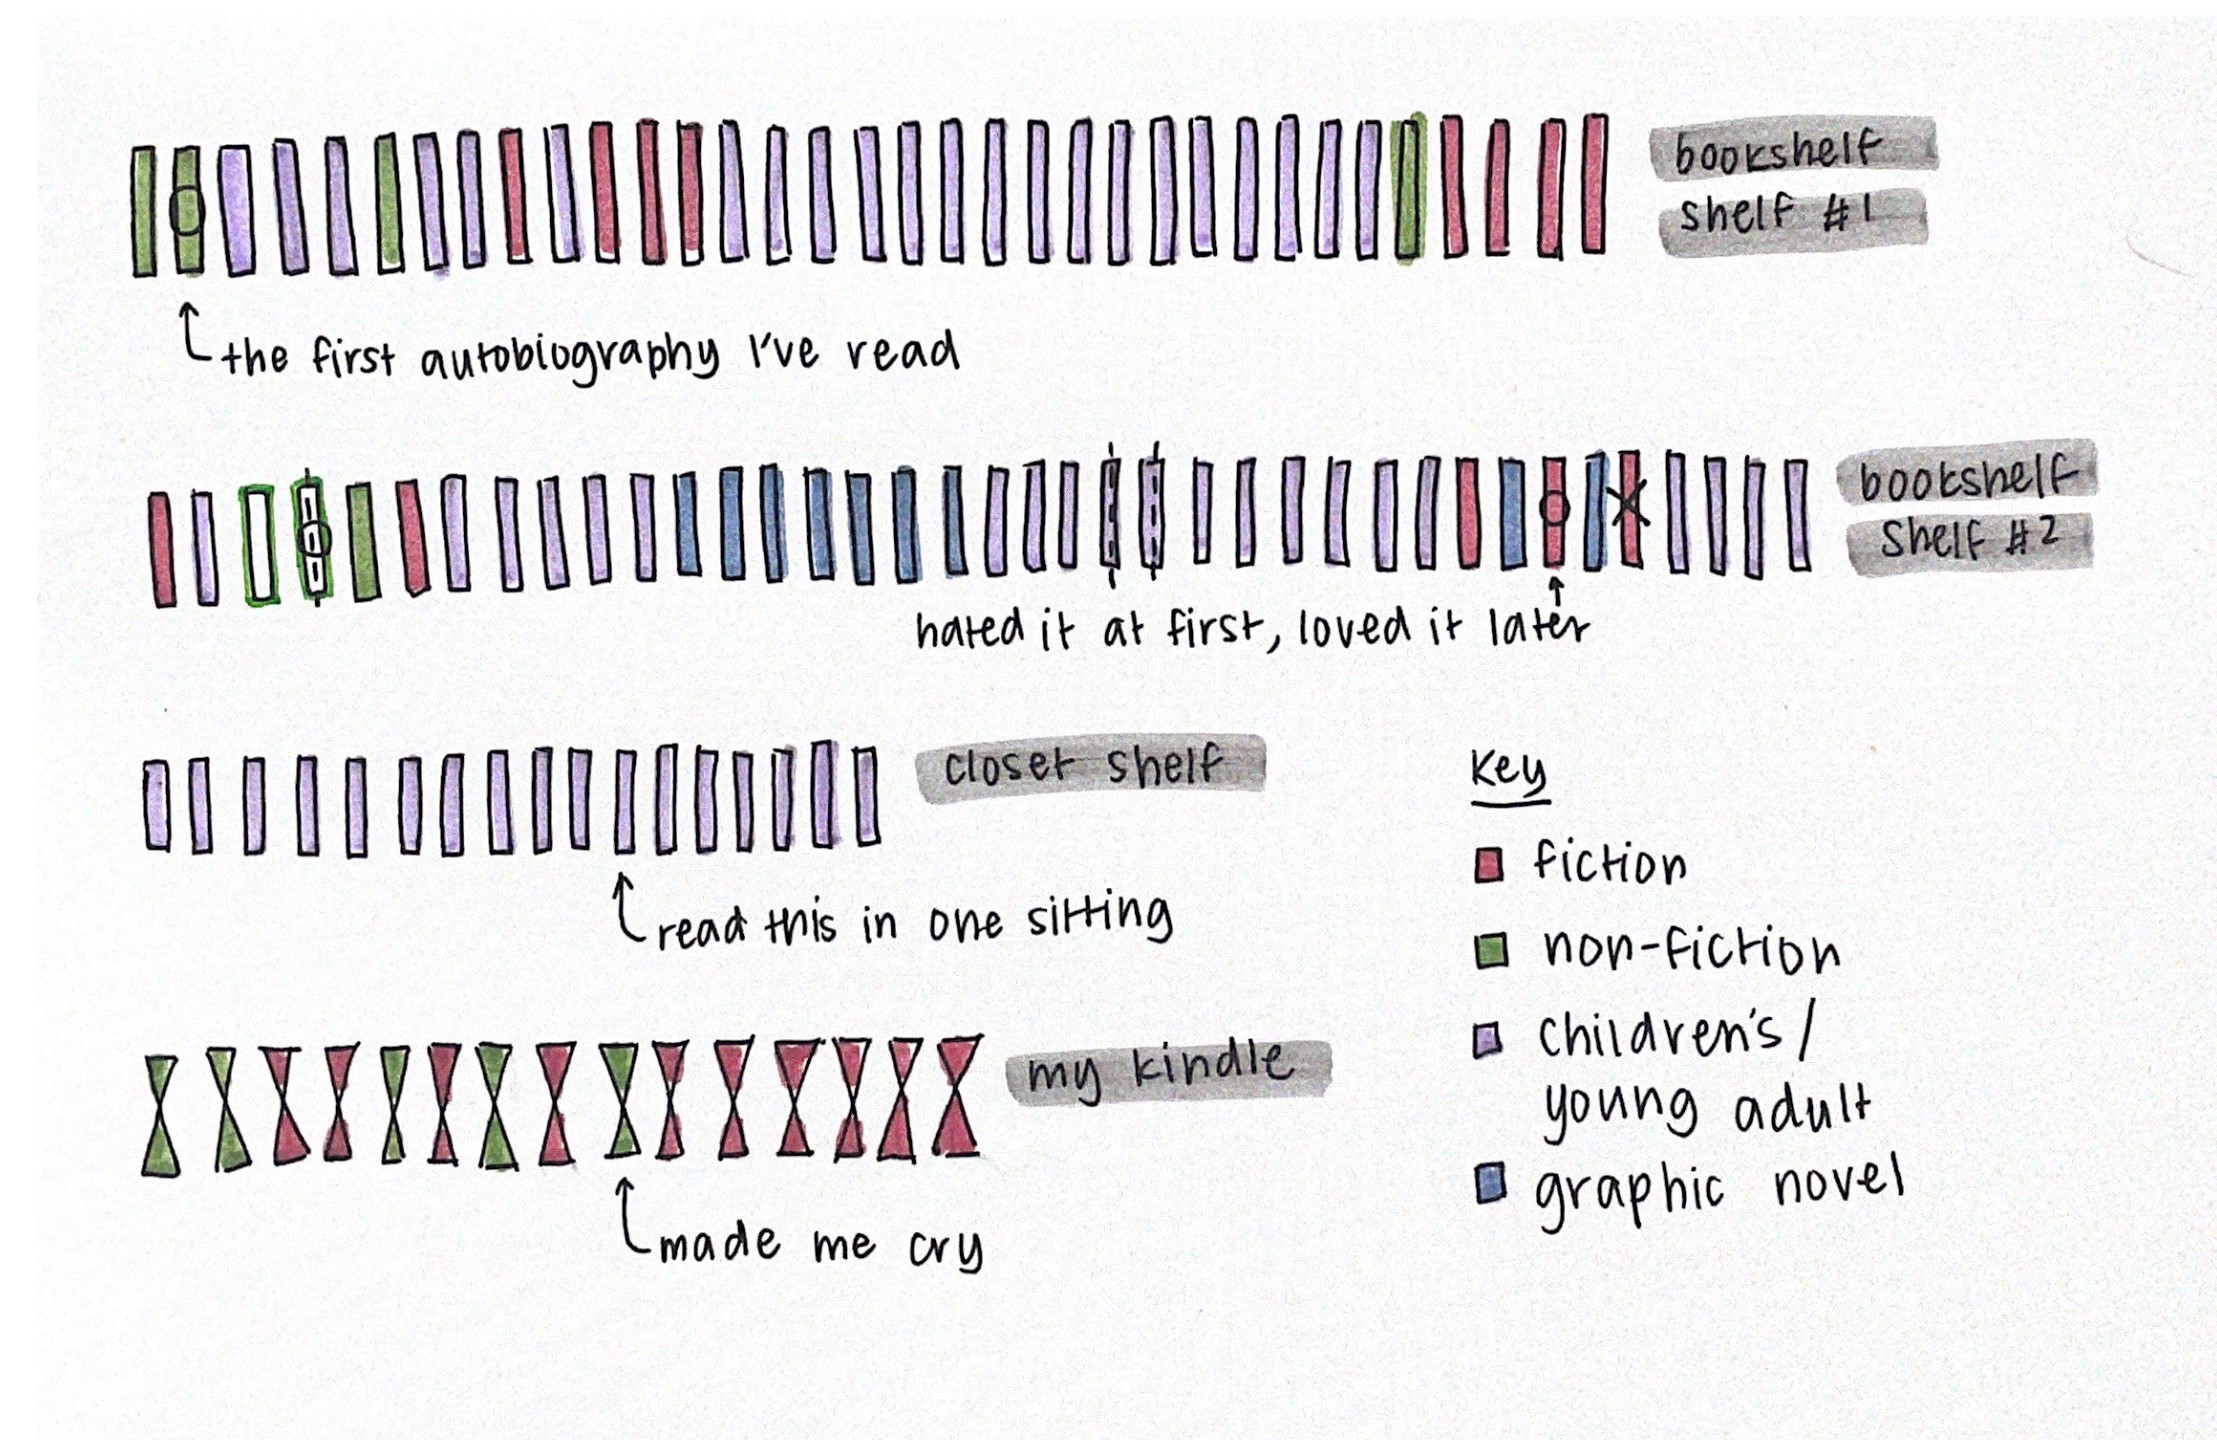 bookshelf
shelf #1
the first autobiography I've read
bookshelf
shelf #2
hated it at first, loved it later
closet shelf
read this in one sitting
my kindle
made me cry
Key
fiction
non-fiction
children's/
young adult
graphic novel